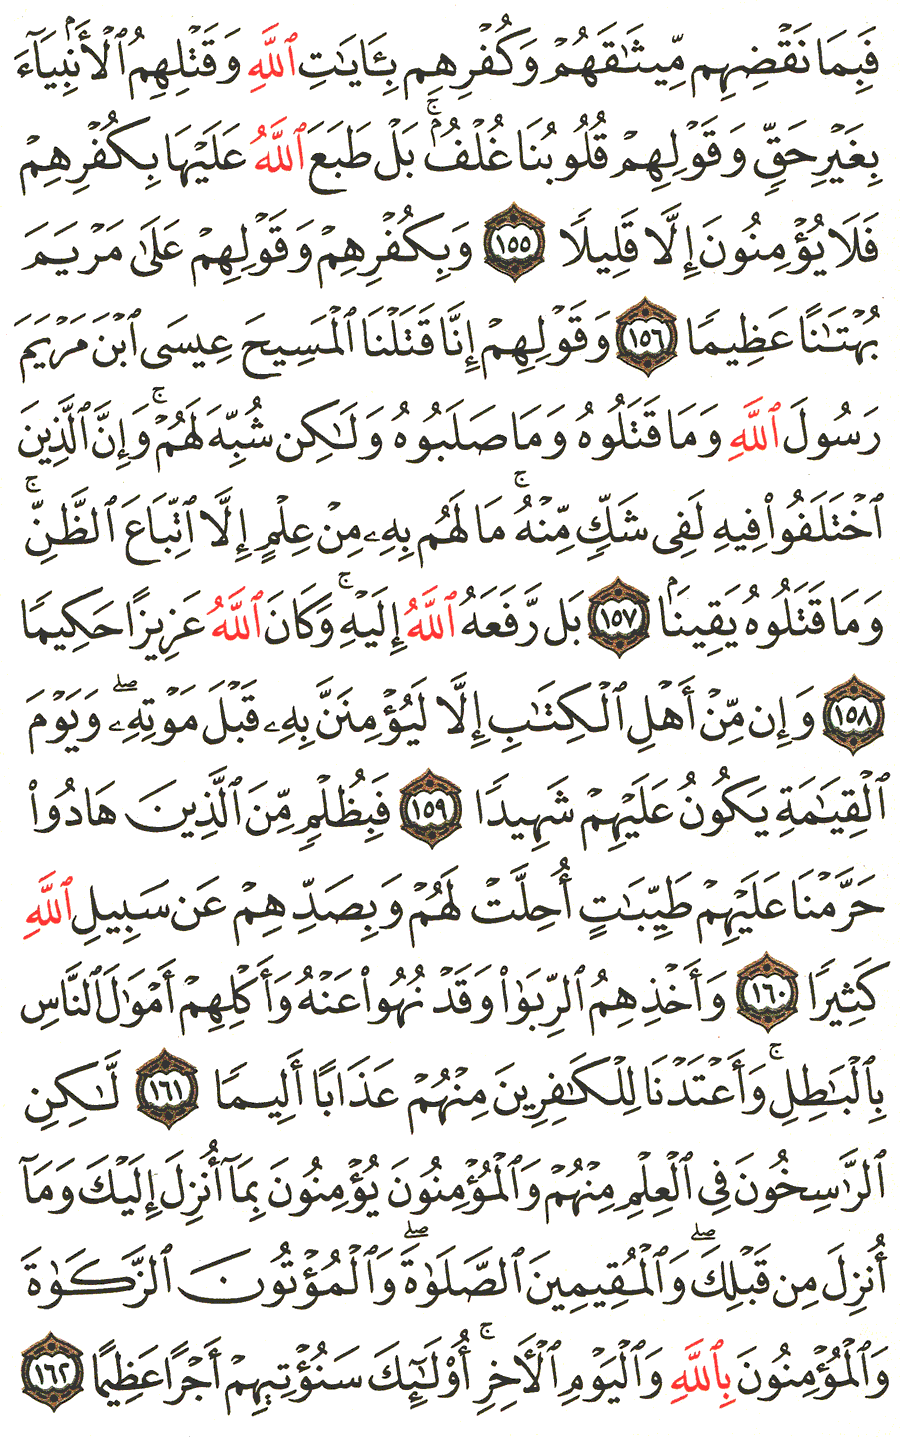 فَبِمَا نَقْضِهِم مِّيثَٰقَهُمْ وَكُفْرِهِم بِـَٔايَٰتِ ٱللَّهِ وَقَتْلِهِمُ ٱلْأَنۢبِيَآءَ
بِغَيْرِ حَقٍّ وَقَوْلِهِمْ قُلُوبُنَا غُلْفُۢ ۚ بَلْ طَبَعَ ٱللَّهُ عَلَيْهَا بِكُفْرِهِمْ
فَلَا يُؤْمِنُونَ إِلَّا قَلِيلًا ١٥٥ وَبِكُفْرِهِمْ وَقَوْلِهِمْ عَلَىٰ مَرْيَمَ
بُهْتَٰنًا عَظِيمًا ١٥٦ وَقَوْلِهِمْ إِنَّا قَتَلْنَا ٱلْمَسِيحَ عِيسَى ٱبْنَ مَرْيَمَ
رَسُولَ ٱللَّهِ وَمَا قَتَلُوهُ وَمَا صَلَبُوهُ وَلَٰكِن شُبِّهَ لَهُمْ ۚ وَإِنَّ ٱلَّذِينَ
ٱخْتَلَفُوا۟ فِيهِ لَفِى شَكٍّ مِّنْهُ ۚ مَا لَهُم بِهِۦ مِنْ عِلْمٍ إِلَّا ٱتِّبَاعَ ٱلظَّنِّ ۚ
وَمَا قَتَلُوهُ يَقِينَۢا ١٥٧ بَل رَّفَعَهُ ٱللَّهُ إِلَيْهِ ۚ وَكَانَ ٱللَّهُ عَزِيزًا حَكِيمًا
١٥٨ وَإِن مِّنْ أَهْلِ ٱلْكِتَٰبِ إِلَّا لَيُؤْمِنَنَّ بِهِۦ قَبْلَ مَوْتِهِۦ ۖ وَيَوْمَ
ٱلْقِيَٰمَةِ يَكُونُ عَلَيْهِمْ شَهِيدًا ١٥٩ فَبِظُلْمٍ مِّنَ ٱلَّذِينَ هَادُوا۟
حَرَّمْنَا عَلَيْهِمْ طَيِّبَٰتٍ أُحِلَّتْ لَهُمْ وَبِصَدِّهِمْ عَن سَبِيلِ ٱللَّهِ
كَثِيرًا ١٦٠ وَأَخْذِهِمُ ٱلرِّبَوٰا۟ وَقَدْ نُهُوا۟ عَنْهُ وَأَكْلِهِمْ أَمْوَٰلَ ٱلنَّاسِ
بِٱلْبَٰطِلِ ۚ وَأَعْتَدْنَا لِلْكَٰفِرِينَ مِنْهُمْ عَذَابًا أَلِيمًا ١٦١ لَّٰكِنِ
ٱلرَّٰسِخُونَ فِى ٱلْعِلْمِ مِنْهُمْ وَٱلْمُؤْمِنُونَ يُؤْمِنُونَ بِمَآ أُنزِلَ إِلَيْكَ وَمَآ
أُنزِلَ مِن قَبْلِكَ ۖ وَٱلْمُقِيمِينَ ٱلصَّلَوٰةَ ۖ وَٱلْمُؤْتُونَ ٱلزَّكَوٰةَ
وَٱلْمُؤْمِنُونَ بِٱللَّهِ وَٱلْيَوْمِ ٱلْأَخِرِ ۚ أُو۟لَٰٓئِكَ سَنُؤْتِيهِمْ أَجْرًا عَظِيمًا ١٦٢